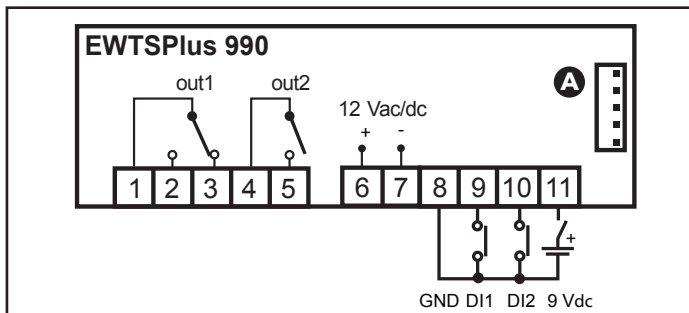 EWTSPlus 990
out1 out2
12 Vac/dc
A
+ -
1 2 3 4 5 6 7 8 9 10 11
+
GND DI1 DI2 9 Vdc